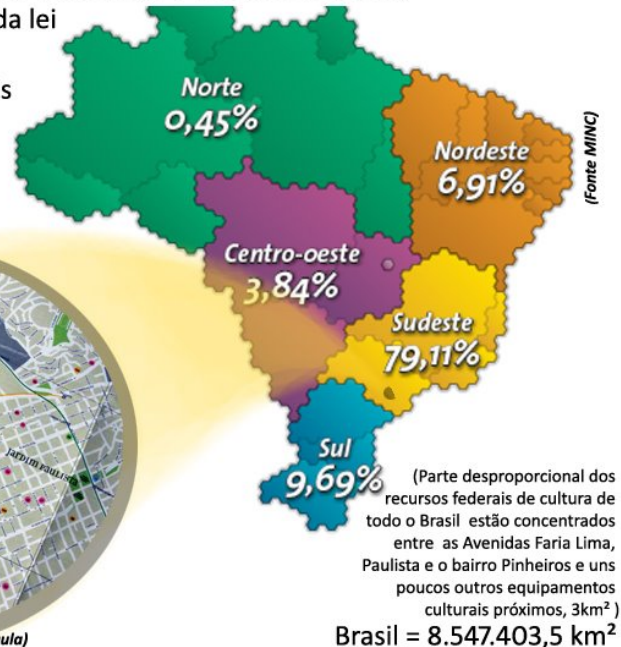 da lei
s
Norte
0,45%
Nordeste
6,91%
(Fonte MINC)
Centro-oeste
3,84%
Sudeste
79,11%
JARDIM PAULIST
Sul
9,69%
(Parte desproporcional dos
recursos federais de cultura de
todo o Brasil estão concentrados
entre as Avenidas Faria Lima,
Paulista e o bairro Pinheiros e uns
poucos outros equipamentos
culturais próximos, 3km² )
ula)
Brasil = 8.547.403,5 km²